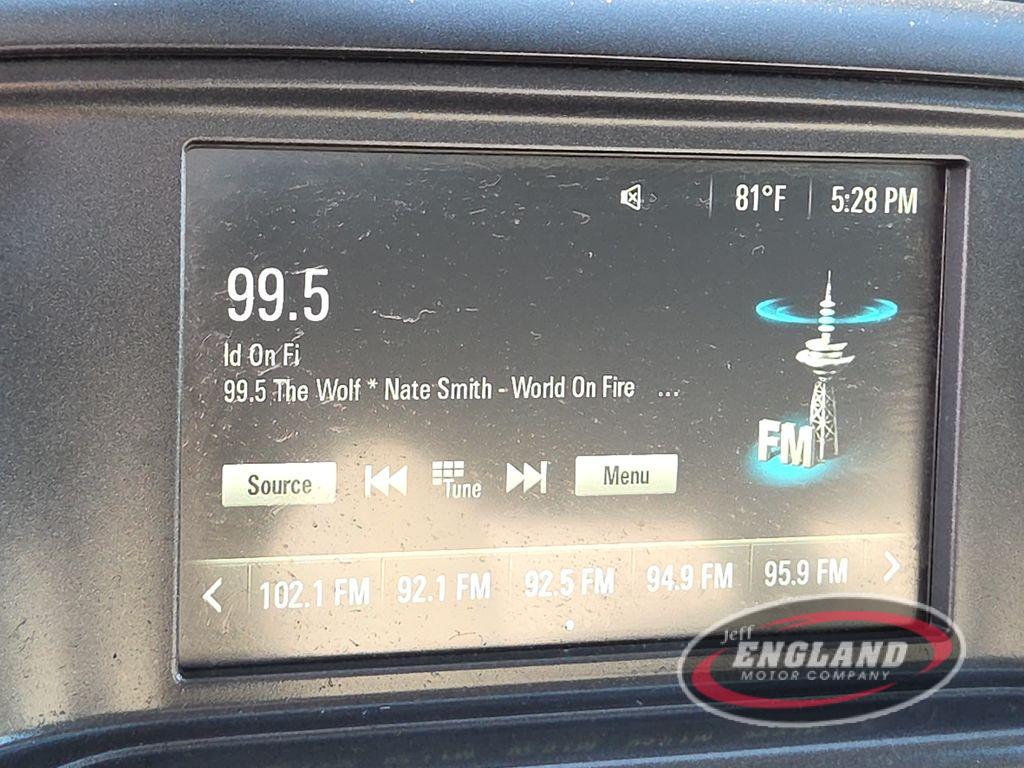 81°F 5:28 PM
99.5
ld On Fi
99.5 The Wolf * Nate Smith - World On Fire ...
FM
Source Tune Menu
102.1 FM 92.1 FM 92.5 FM 94.9 FM 95.9 FM
Jeff
ENGLAND
MOTOR COMPANY